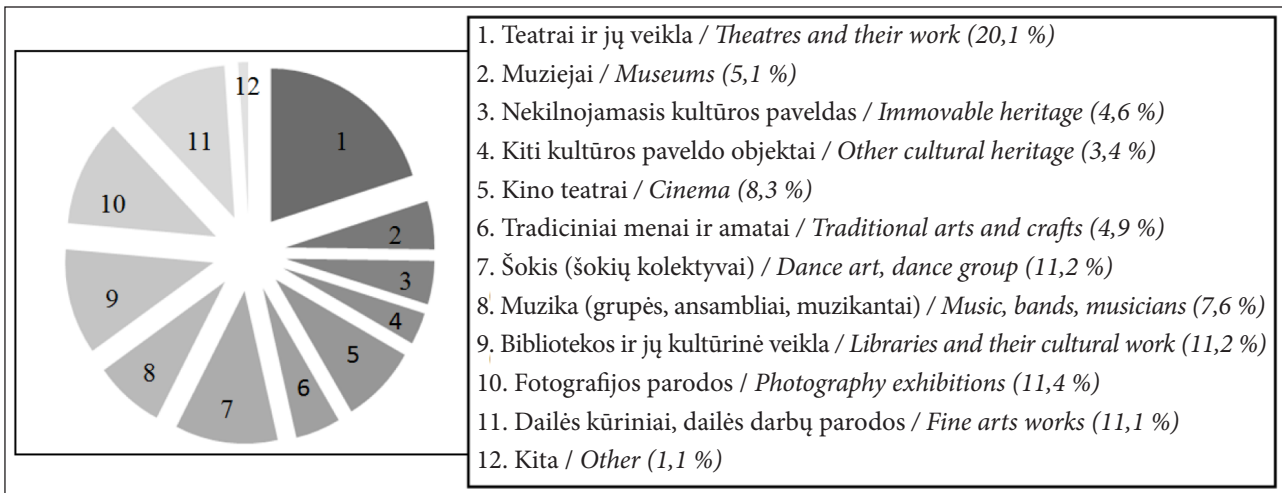 1. Teatrai ir jų veikla / Theatres and their work (20,1 %)
2. Muziejai / Museums (5,1 %)
3. Nekilnojamasis kultūros paveldas / Immovable heritage (4,6 %)
4. Kiti kultūros paveldo objektai / Other cultural heritage (3,4 %)
5. Kino teatrai / Cinema (8,3 %)
6. Tradiciniai menai ir amatai / Traditional arts and crafts (4,9 %)
7. Šokis (šokių kolektyvai) / Dance art, dance group (11,2 %)
8. Muzika (grupės, ansambliai, muzikantai) / Music, bands, musicians (7,6 %)
9. Bibliotekos ir jų kultūrinė veikla / Libraries and their cultural work (11,2 %)
10. Fotografijos parodos / Photography exhibitions (11,4 %)
11. Dailės kūriniai, dailės darbų parodos / Fine arts works (11,1 %)
12. Kita / Other (1,1 %)
1
2
3
4
5
6
7
8
9
10
11
12